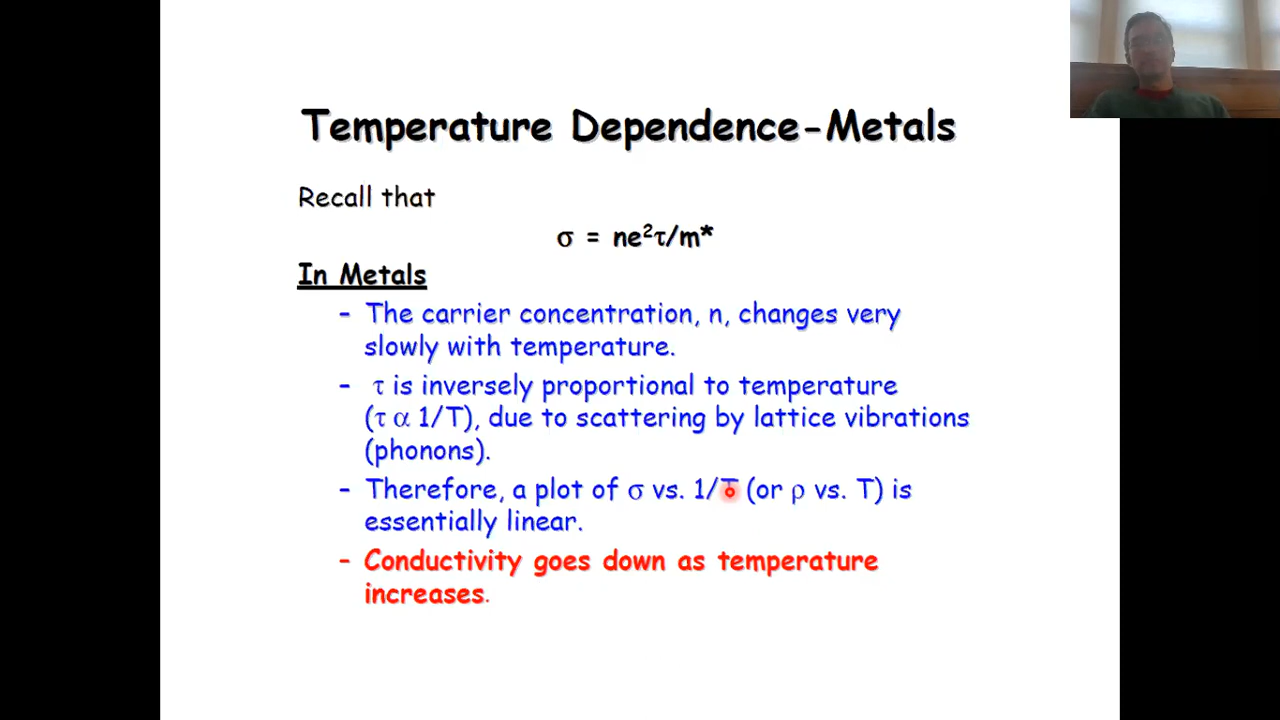 Temperature Dependence-Metals
Recall that
σ = ne²τ/m*
In Metals
– The carrier concentration, n, changes very
slowly with temperature.
– τ is inversely proportional to temperature
(τ α 1/T), due to scattering by lattice vibrations
(phonons).
– Therefore, a plot of σ vs. 1/T (or ρ vs. T) is
essentially linear.
– Conductivity goes down as temperature
increases.